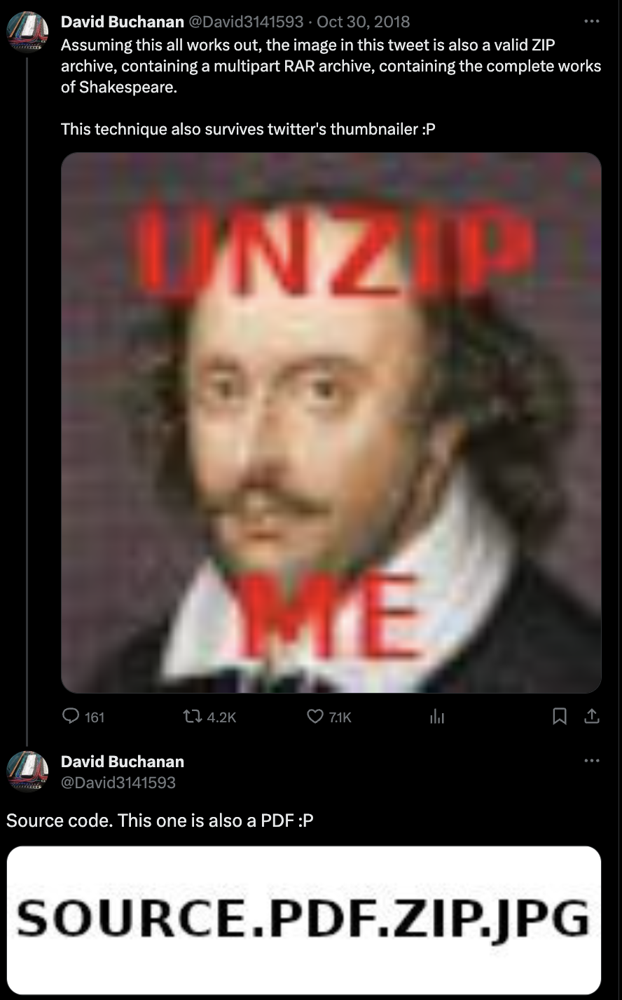 David Buchanan @David3141593 · Oct 30, 2018
Assuming this all works out, the image in this tweet is also a valid ZIP
archive, containing a multipart RAR archive, containing the complete works
of Shakespeare.
This technique also survives twitter's thumbnailer :P
UNZIP
ME
161 4.2K 7.1K
David Buchanan
@David3141593
Source code. This one is also a PDF :P
SOURCE.PDF.ZIP.JPG